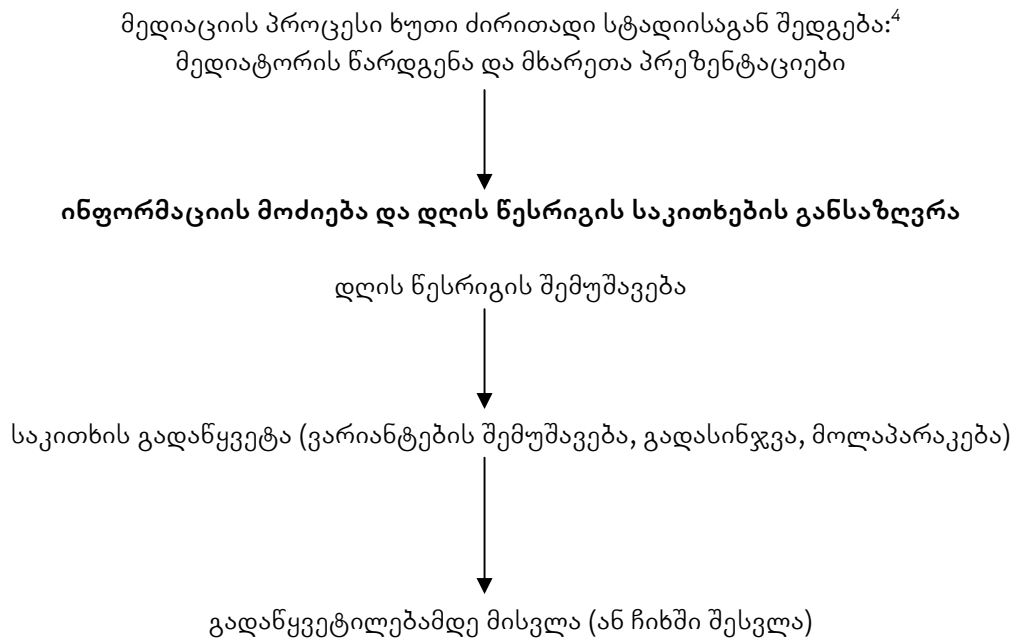 მედიაციის პროცესი ხუთი ძირითადი სტადიისაგან შედგება:⁴
მედიატორის წარდგენა და მხარეთა პრეზენტაციები
ინფორმაციის მოძიება და დღის წესრიგის საკითხების განსაზღვრა
დღის წესრიგის შემუშავება
საკითხის გადაწყვეტა (ვარიანტების შემუშავება, გადასინჯვა, მოლაპარაკება)
გადაწყვეტილებამდე მისვლა (ან ჩიხში შესვლა)